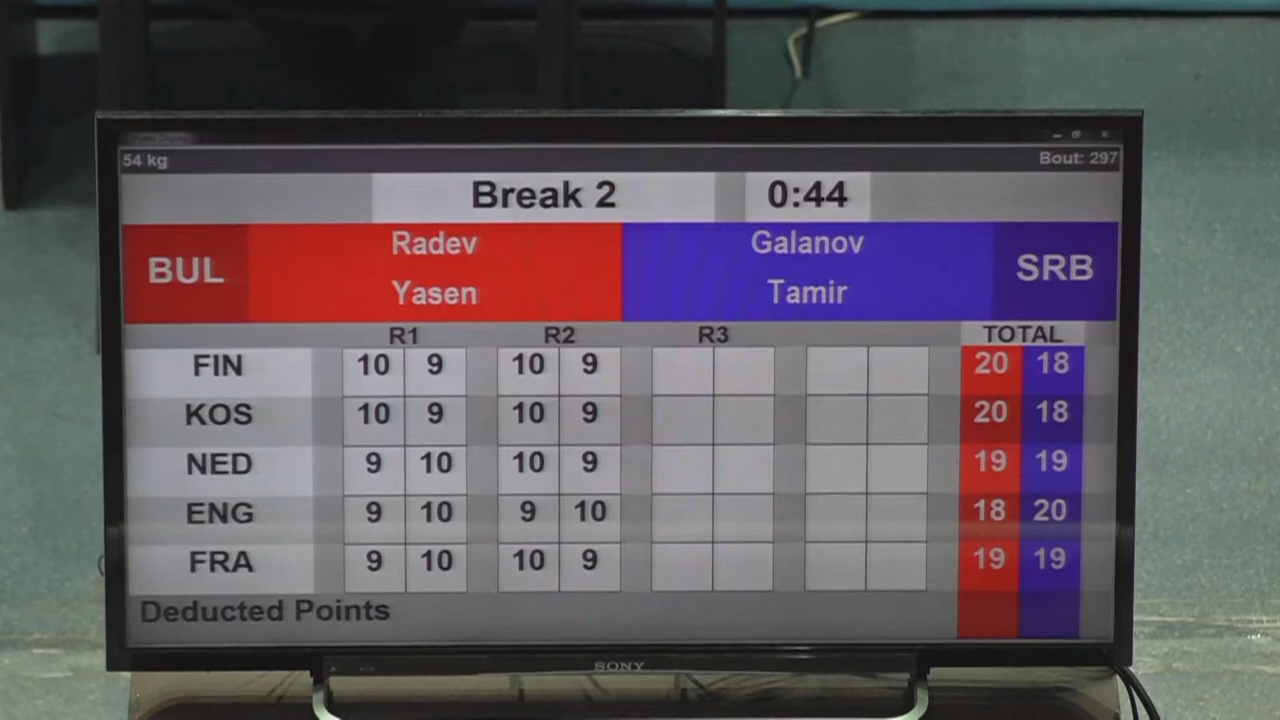 54 kg Bout: 297
Break 2 0:44
BUL Radev Galanov SRB
Yasen Tamir
R1 R2 R3 TOTAL
FIN 10 9 10 9 20 18
KOS 10 9 10 9 20 18
NED 9 10 10 9 19 19
ENG 9 10 9 10 18 20
FRA 9 10 10 9 19 19
Deducted Points
SONY